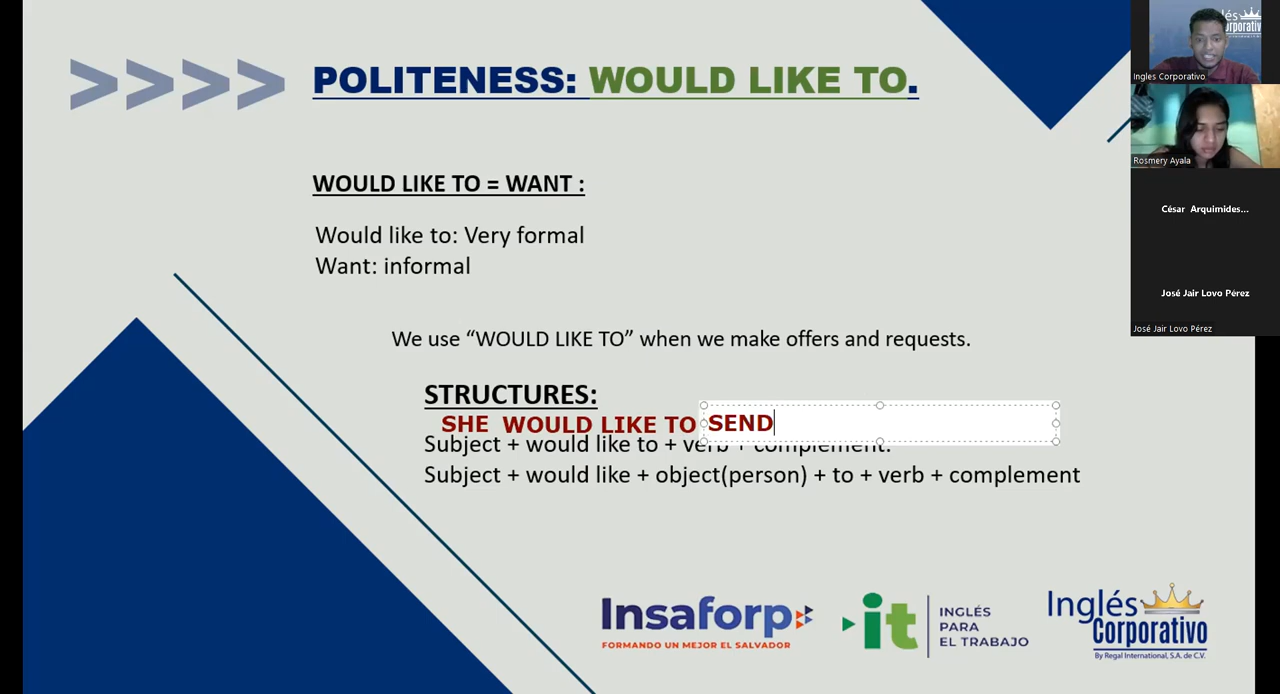 >>>> POLITENESS: WOULD LIKE TO.
WOULD LIKE TO = WANT :
Would like to: Very formal
Want: informal
We use “WOULD LIKE TO” when we make offers and requests.
STRUCTURES:
SHE WOULD LIKE TO SEND
Subject + would like to + verb + complement.
Subject + would like + object(person) + to + verb + complement
Insaforp
FORMANDO UN MEJOR EL SALVADOR
it
INGLÉS
PARA
EL TRABAJO
Inglés
Corporativo
By Regal International, S.A. de C.V.
lés
orporativo
Ingles Corporativo
Rosmery Ayala
César Arquimides...
José Jair Lovo Pérez
José Jair Lovo Pérez